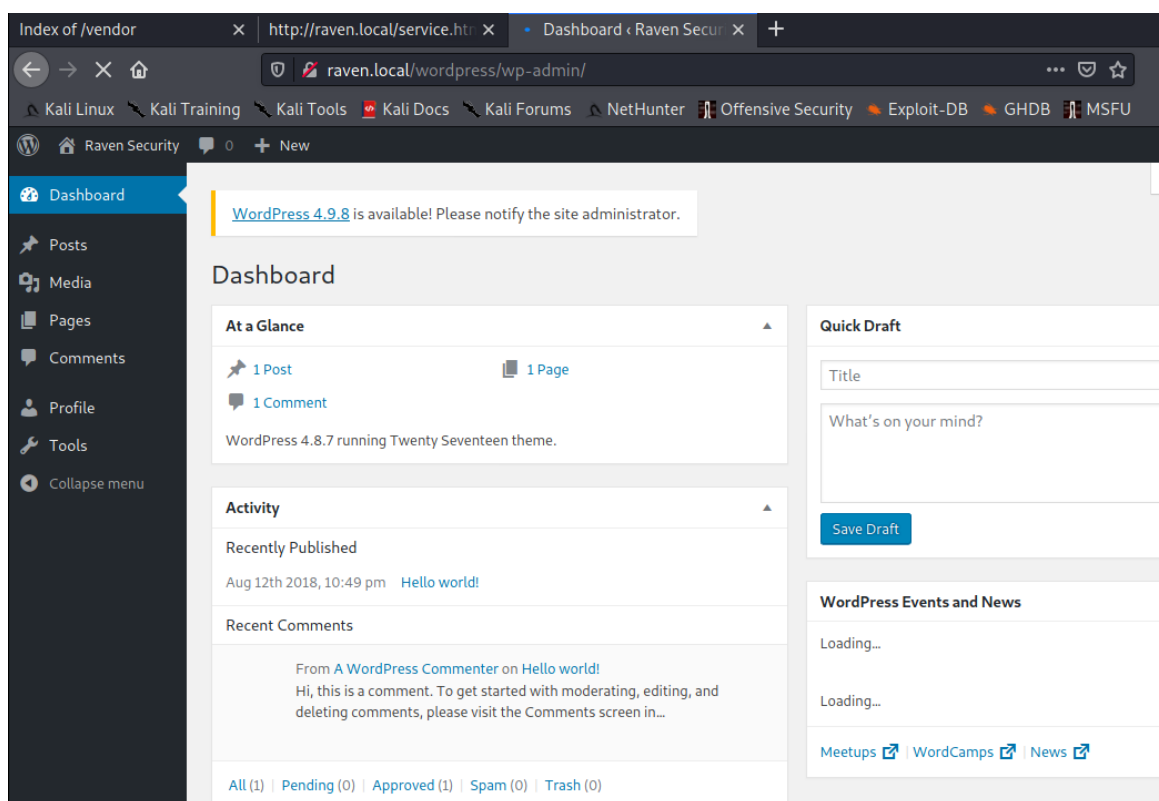 Index of /vendor
http://raven.local/service.htm
Dashboard ‹ Raven Secur
raven.local/wordpress/wp-admin/
Kali Linux Kali Training Kali Tools Kali Docs Kali Forums NetHunter Offensive Security Exploit-DB GHDB MSFU
Raven Security 0 + New
Dashboard
Posts
Media
Pages
Comments
Profile
Tools
Collapse menu
WordPress 4.9.8 is available! Please notify the site administrator.
Dashboard
At a Glance
1 Post
1 Page
1 Comment
WordPress 4.8.7 running Twenty Seventeen theme.
Activity
Recently Published
Aug 12th 2018, 10:49 pm Hello world!
Recent Comments
From A WordPress Commenter on Hello world!
Hi, this is a comment. To get started with moderating, editing, and
deleting comments, please visit the Comments screen in…
All (1) | Pending (0) | Approved (1) | Spam (0) | Trash (0)
Quick Draft
Title
What's on your mind?
Save Draft
WordPress Events and News
Loading…
Loading…
Meetups | WordCamps | News